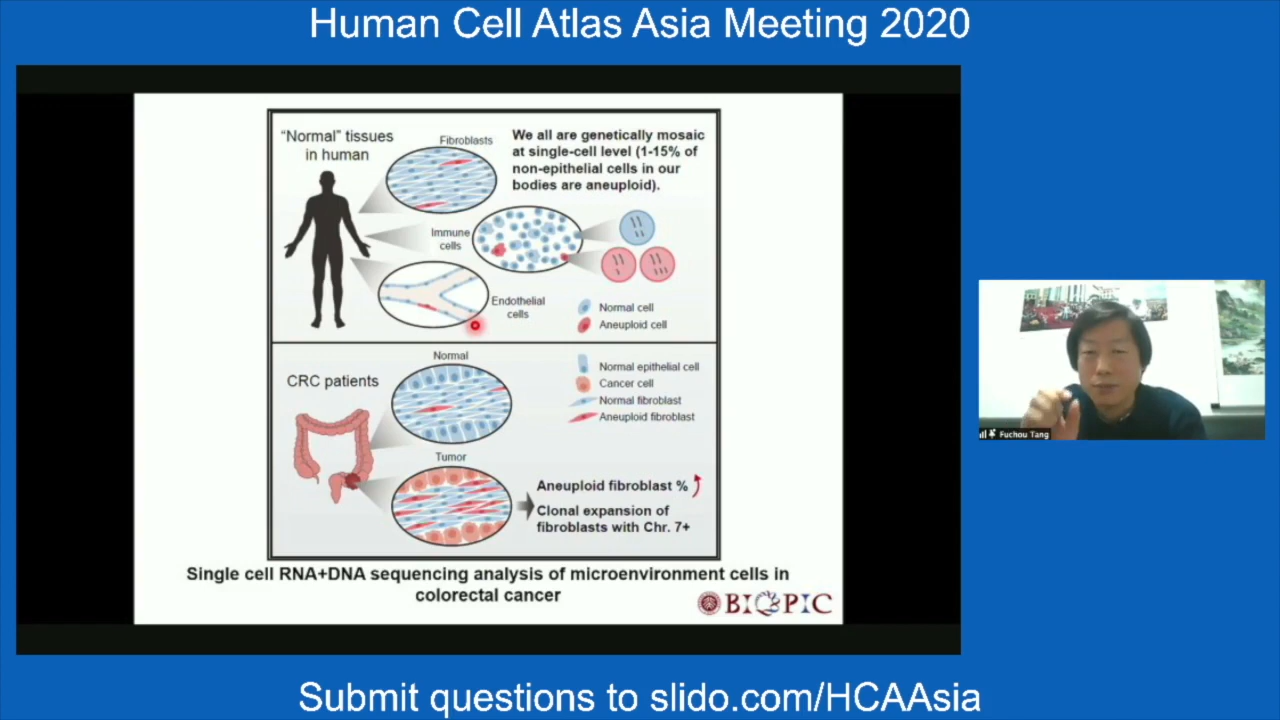 Human Cell Atlas Asia Meeting 2020
“Normal” tissues
in human
Fibroblasts
We all are genetically mosaic
at single-cell level (1-15% of
non-epithelial cells in our
bodies are aneuploid).
Immune
cells
Endothelial
cells
Normal cell
Aneuploid cell
CRC patients
Normal
Normal epithelial cell
Cancer cell
Normal fibroblast
Aneuploid fibroblast
Tumor
Aneuploid fibroblast %
Clonal expansion of
fibroblasts with Chr. 7+
Single cell RNA+DNA sequencing analysis of microenvironment cells in
colorectal cancer
BIOPIC
Fuchou Tang
Submit questions to slido.com/HCAAsia